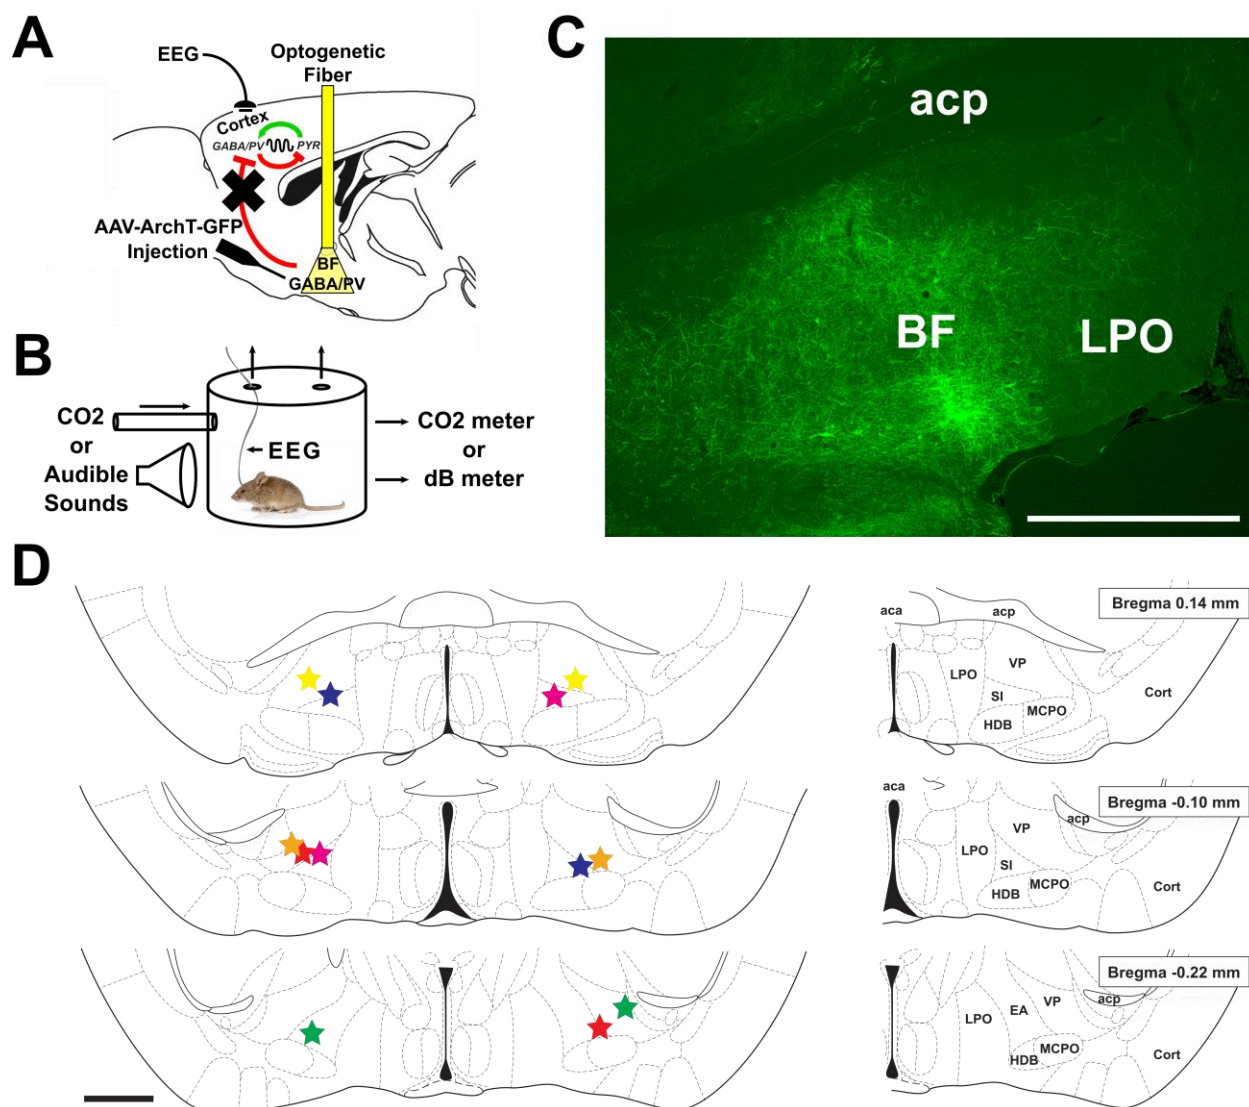 A
EEG
Optogenetic
Fiber
Cortex
GABA/PV
PYR
AAV-ArchT-GFP
Injection
BF
GABA/PV
B
CO2
or
Audible
Sounds
EEG
CO2 meter
or
dB meter
C
acp
BF
LPO
D
aca
acp
Bregma 0.14 mm
LPO
VP
SI
MCPO
HDB
Cort
aca
acp
Bregma -0.10 mm
VP
LPO
SI
HDB
MCPO
Cort
Bregma -0.22 mm
EA
VP
acp
LPO
MCPO
HDB
Cort